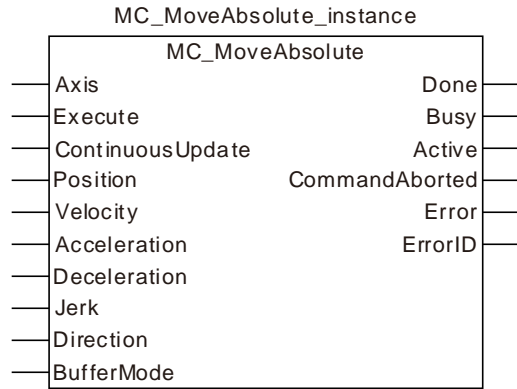 MC_MoveAbsolute_instance
MC_MoveAbsolute
Axis Done
Execute Busy
ContinuousUpdate Active
Position CommandAborted
Velocity Error
Acceleration ErrorID
Deceleration
Jerk
Direction
BufferMode